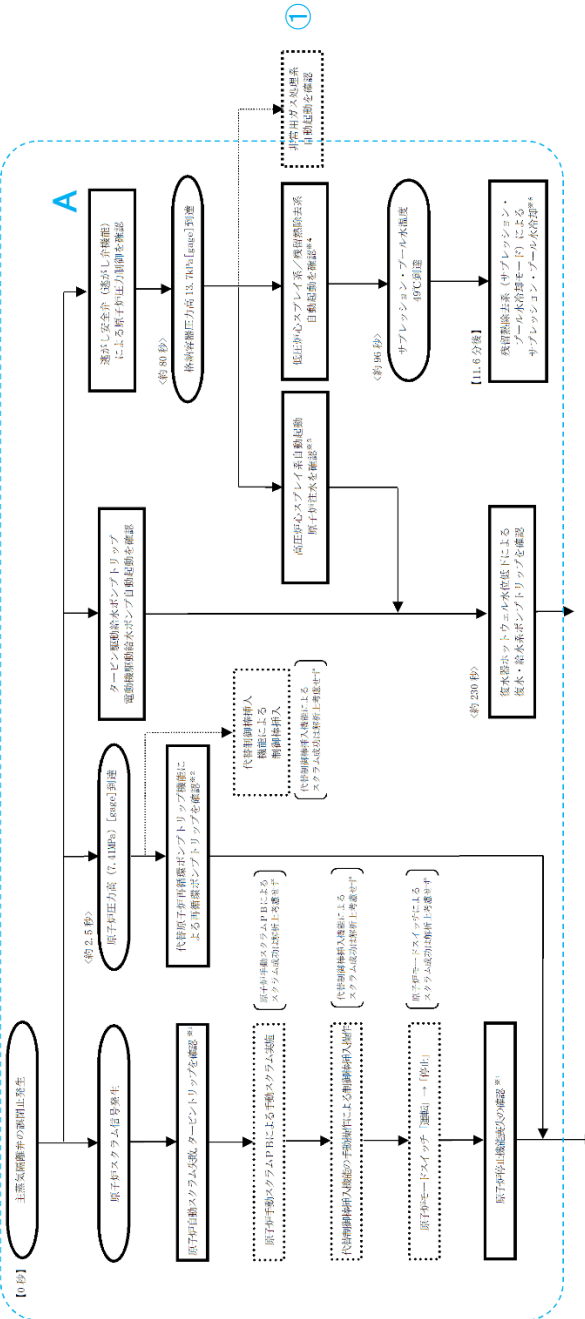 【0 秒】
主蒸気隔離弁の誤閉止発生
原子炉スクラム信号発生
原子炉自動スクラム失敗,タービントリップを確認※1
原子炉手動スクラムPBによる手動スクラム実施
原子炉手動スクラムPBによる
スクラム成功は解析上考慮せず
代替制御棒挿入機能の手動操作による制御棒挿入操作
代替制御棒挿入機能による
スクラム成功は解析上考慮せず
原子炉モードスイッチ「運転」→「停止」
原子炉モードスイッチによる
スクラム成功は解析上考慮せず
原子炉停止機能喪失の確認※1
〈約 2.5 秒〉
原子炉圧力高 (7.41MPa) [gage]到達
代替原子炉再循環ポンプトリップ機能に
よる再循環ポンプトリップを確認※2
代替制御棒挿入
機能による
制御棒挿入
代替制御棒挿入機能による
スクラム成功は解析上考慮せず
タービン駆動給水ポンプトリップ
電動機駆動給水ポンプ自動起動を確認
〈約 230 秒〉
復水器ホットウェル水位低下による
復水・給水系ポンプトリップを確認
A
逃がし安全弁(逃がし弁機能)
による原子炉圧力制御を確認
〈約 80 秒〉
格納容器圧力高 13.7kPa[gage]到達
高圧炉心スプレイ系自動起動
原子炉注水を確認※3
低圧炉心スプレイ系/残留熱除去系
自動起動を確認※4
〈約 96 秒〉
サプレッション・プール水温度
49℃到達
【11.6 分後】
残留熱除去系(サプレッション・
プール水冷却モード)による
サプレッション・プール水冷却※8
非常用ガス処理系
自動起動を確認
①